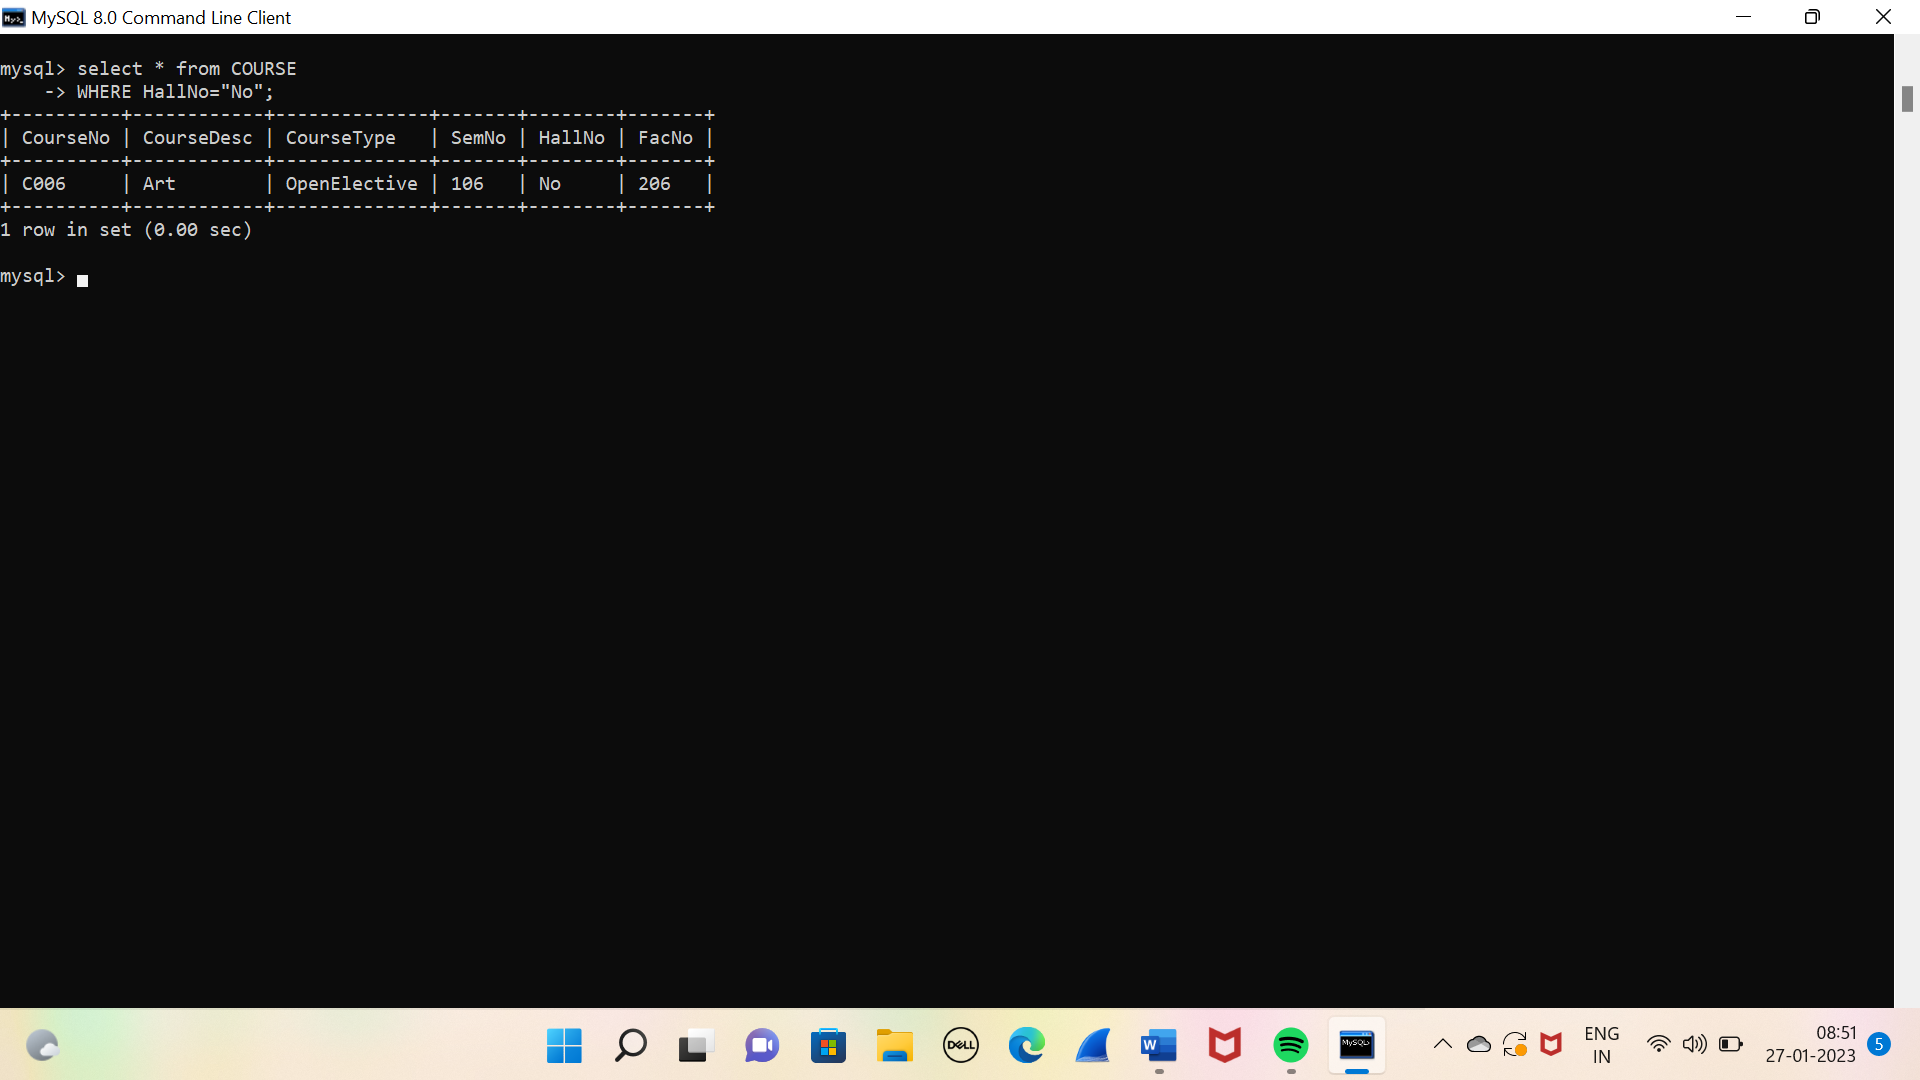 MySQL 8.0 Command Line Client
mysql> select * from COURSE
    -> WHERE HallNo="No";
+----------+------------+--------------+-------+--------+-------+
| CourseNo | CourseDesc | CourseType   | SemNo | HallNo | FacNo |
+----------+------------+--------------+-------+--------+-------+
| C006     | Art        | OpenElective | 106   | No     | 206   |
+----------+------------+--------------+-------+--------+-------+
1 row in set (0.00 sec)
mysql>
DELL
W
MySQL>
ENG
IN
08:51
27-01-2023
5